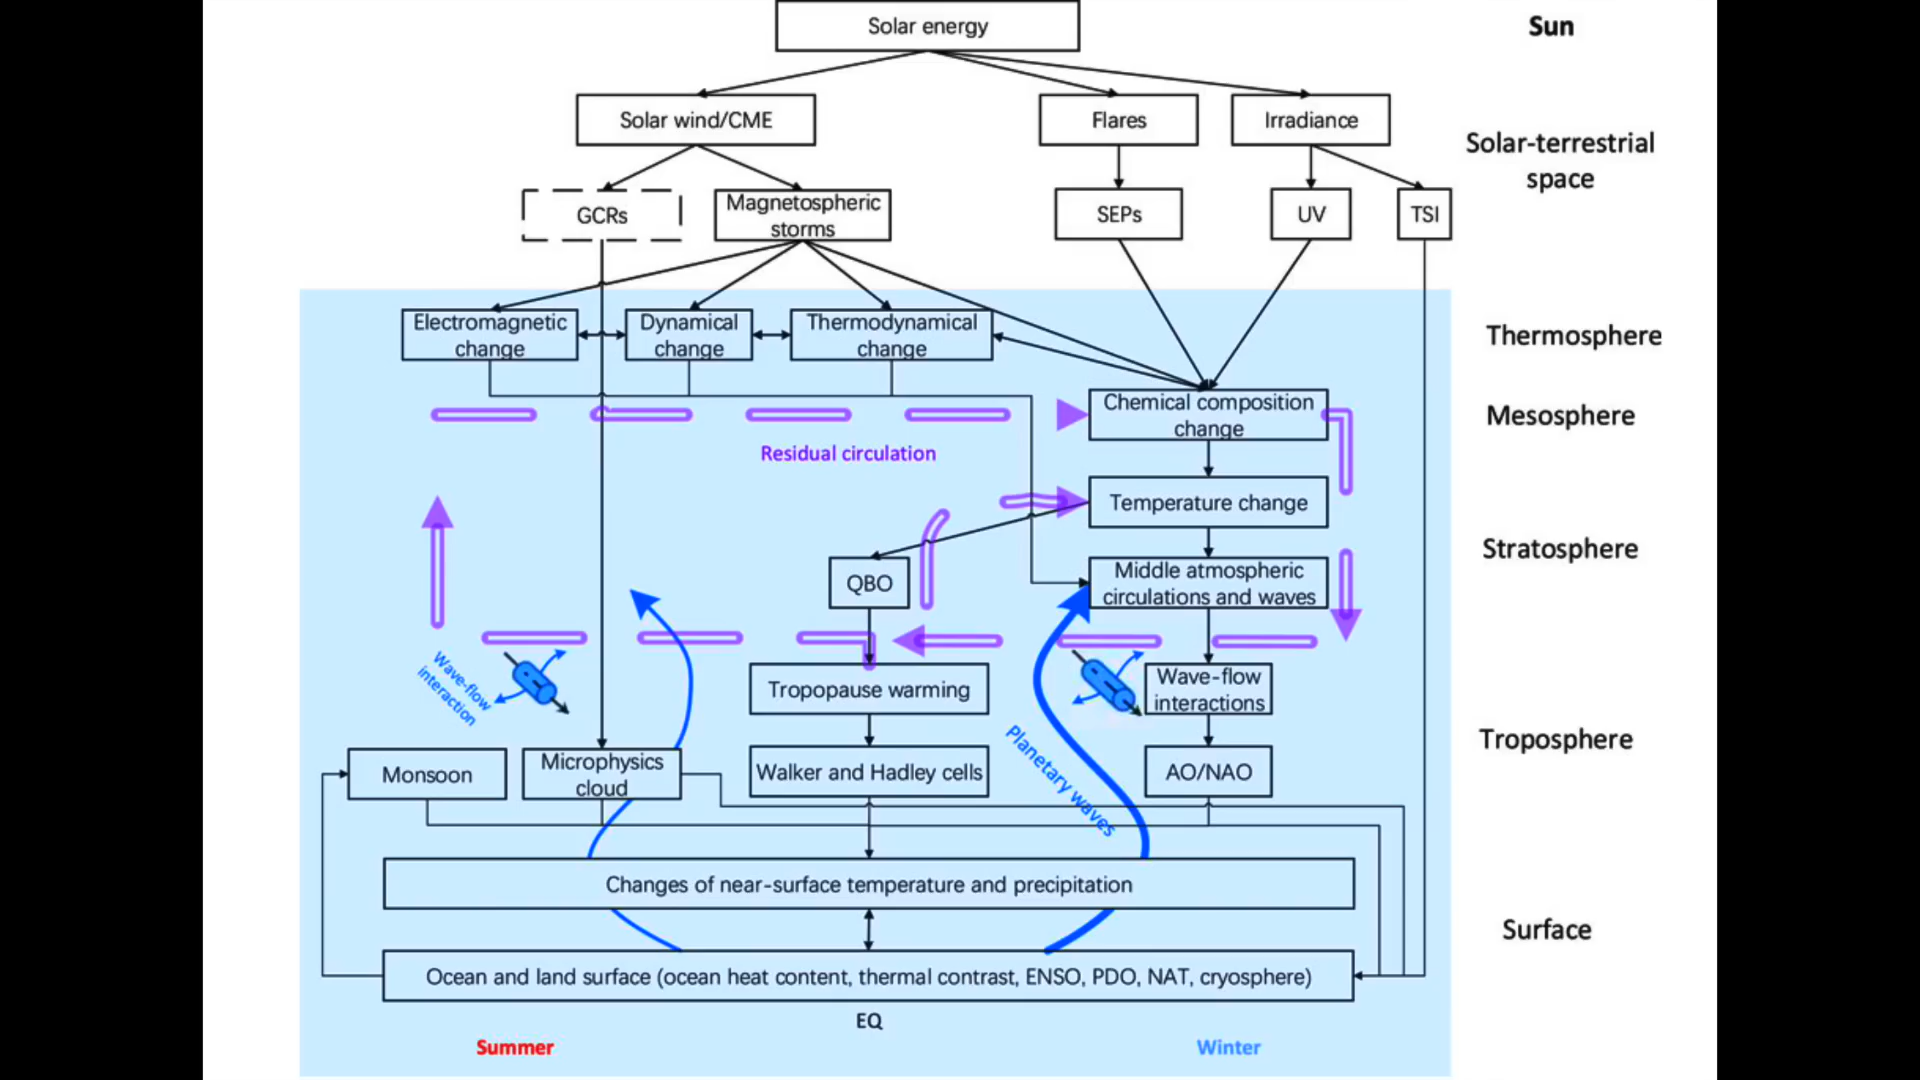 Solar energy
Sun
Solar wind/CME
Flares
Irradiance
Solar-terrestrial
space
GCRs
Magnetospheric
storms
SEPs
UV
TSI
Electromagnetic
change
Dynamical
change
Thermodynamical
change
Thermosphere
Chemical composition
change
Mesosphere
Residual circulation
Temperature change
Stratosphere
QBO
Middle atmospheric
circulations and waves
Wave-flow
interaction
Tropopause warming
Wave-flow
interactions
Planetary waves
Troposphere
Monsoon
Microphysics
cloud
Walker and Hadley cells
AO/NAO
Changes of near-surface temperature and precipitation
Surface
Ocean and land surface (ocean heat content, thermal contrast, ENSO, PDO, NAT, cryosphere)
EQ
Summer
Winter